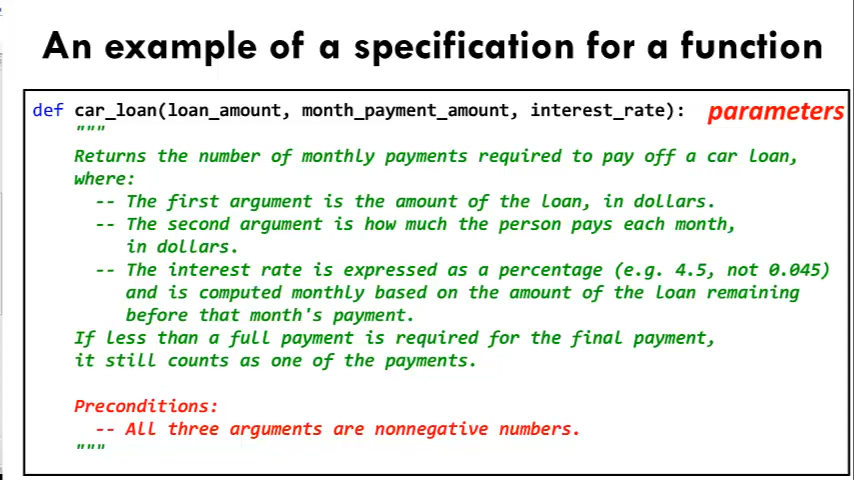 An example of a specification for a function
def car_loan(loan_amount, month_payment_amount, interest_rate): parameters
"""
Returns the number of monthly payments required to pay off a car loan,
where:
-- The first argument is the amount of the loan, in dollars.
-- The second argument is how much the person pays each month,
in dollars.
-- The interest rate is expressed as a percentage (e.g. 4.5, not 0.045)
and is computed monthly based on the amount of the loan remaining
before that month's payment.
If less than a full payment is required for the final payment,
it still counts as one of the payments.
Preconditions:
-- All three arguments are nonnegative numbers.
"""